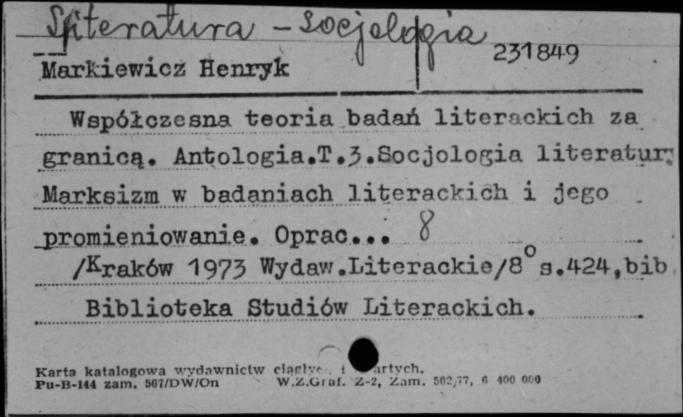 Literatura - socjologia
231849
Markiewicz Henryk
Współczesna teoria badań literackich za
granicą. Antologia.T.3.Socjologia literatury
Marksizm w badaniach literackich i jego
promieniowanie. Oprac... 8
/Kraków 1973 Wydaw.Literackie/8° s.424,bib
Biblioteka Studiów Literackich.
Karta katalogowa wydawnictw
Pu-B-144 zam. 567/DW/On W.Z.Graf. Z-2, Zam. 502/77, 6 400 000